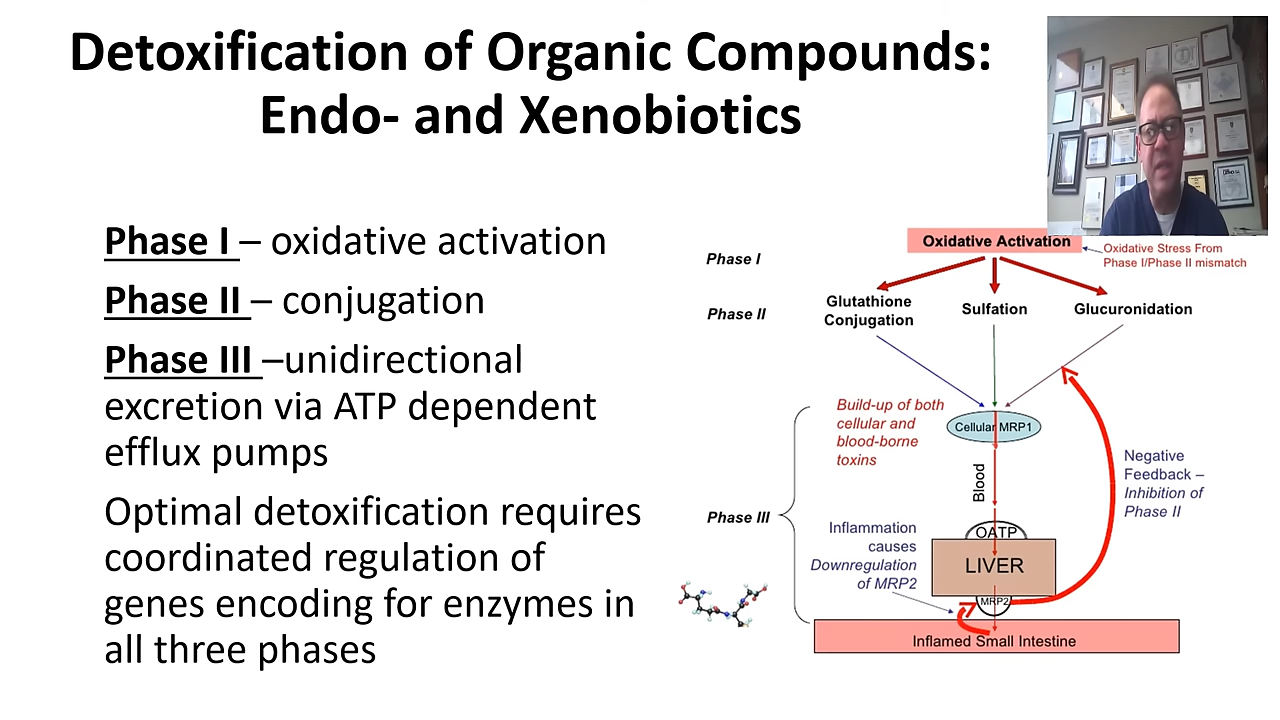 Detoxification of Organic Compounds:
Endo- and Xenobiotics
Phase I – oxidative activation
Phase II – conjugation
Phase III –unidirectional
excretion via ATP dependent
efflux pumps
Optimal detoxification requires
coordinated regulation of
genes encoding for enzymes in
all three phases
Oxidative Activation
Oxidative Stress From
Phase I/Phase II mismatch
Phase I
Phase II
Glutathione
Conjugation
Sulfation
Glucuronidation
Build-up of both
cellular and
blood-borne
toxins
Cellular MRP1
Blood
Negative
Feedback –
Inhibition of
Phase II
Phase III
Inflammation
causes
Downregulation
of MRP2
OATP
LIVER
MRP2
Inflamed Small Intestine